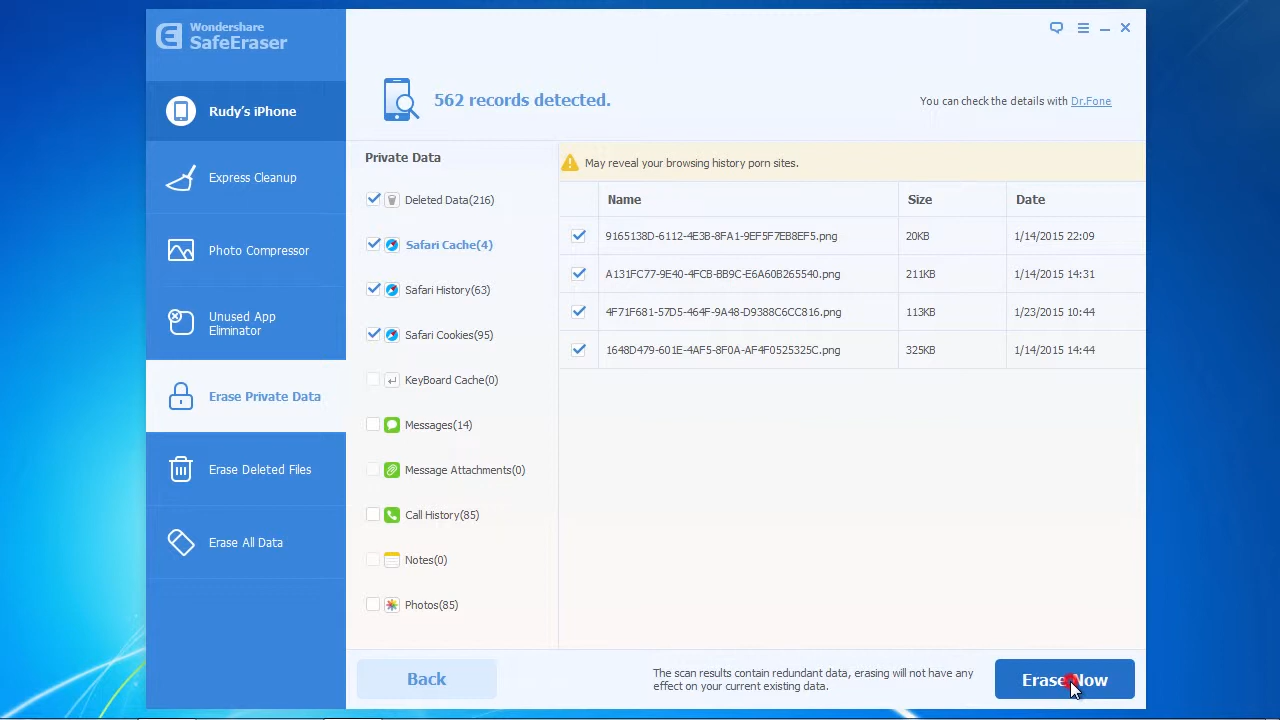 Wondershare
SafeEraser
Rudy's iPhone
Express Cleanup
Photo Compressor
Unused App
Eliminator
Erase Private Data
Erase Deleted Files
Erase All Data
562 records detected.
You can check the details with Dr.Fone
Private Data
Deleted Data(216)
Safari Cache(4)
Safari History(63)
Safari Cookies(95)
KeyBoard Cache(0)
Messages(14)
Message Attachments(0)
Call History(85)
Notes(0)
Photos(85)
May reveal your browsing history porn sites.
Name Size Date
9165138D-6112-4E3B-8FA1-9EF5F7EB8EF5.png 20KB 1/14/2015 22:09
A131FC77-9E40-4FCB-BB9C-E6A60B265540.png 211KB 1/14/2015 14:31
4F71F681-57D5-464F-9A48-D9388C6CC816.png 113KB 1/23/2015 10:44
1648D479-601E-4AF5-8F0A-AF4F0525325C.png 325KB 1/14/2015 14:44
Back
The scan results contain redundant data, erasing will not have any
effect on your current existing data.
Erase Now